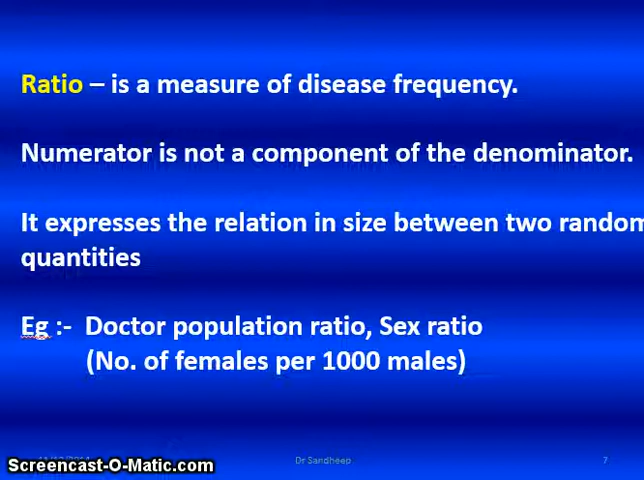 Ratio – is a measure of disease frequency.
Numerator is not a component of the denominator.
It expresses the relation in size between two random
quantities
Eg :- Doctor population ratio, Sex ratio
(No. of females per 1000 males)
Dr Sandheep
7
Screencast-O-Matic.com